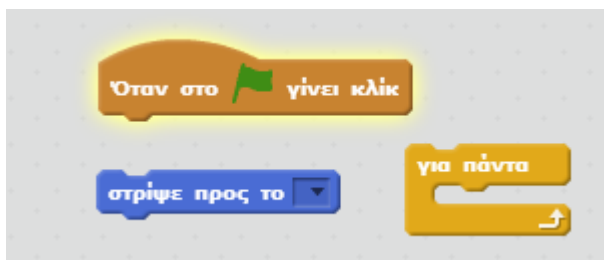 Όταν στο γίνει κλίκ
για πάντα
στρίψε προς το